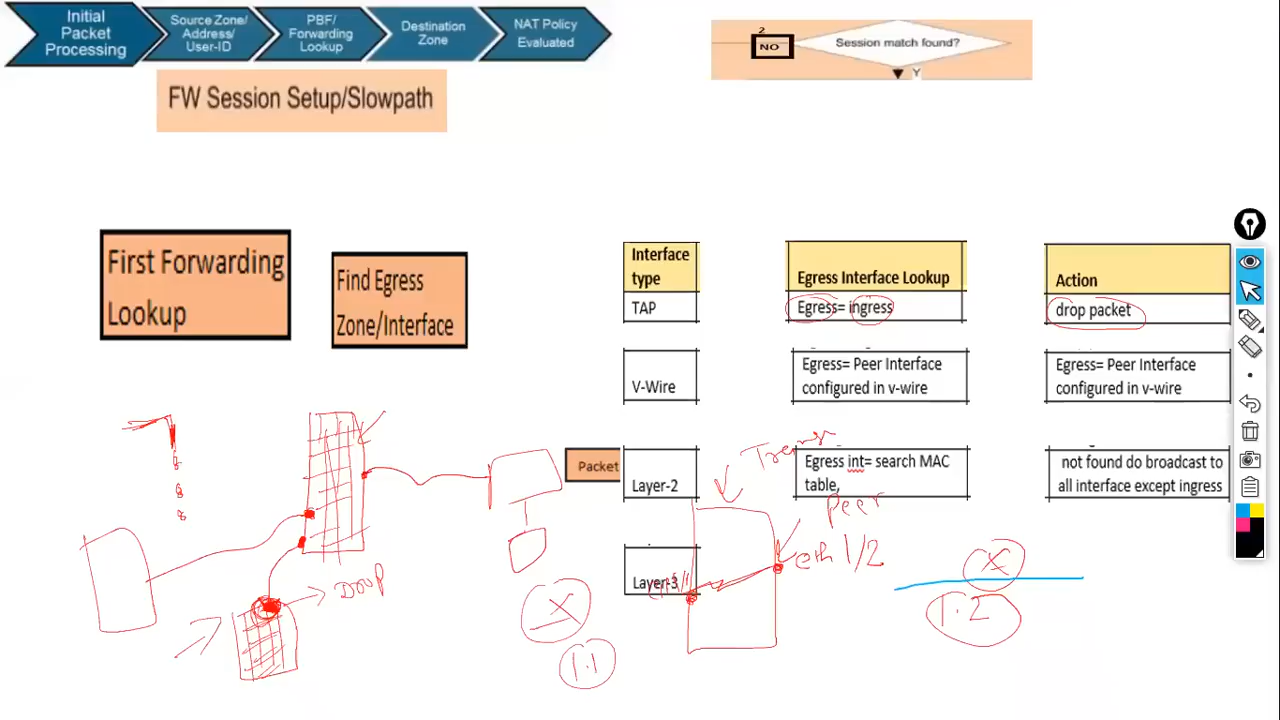 Initial
Packet
Processing
Source Zone/
Address/
User-ID
PBF/
Forwarding
Lookup
Destination
Zone
NAT Policy
Evaluated
2
NO
Session match found?
Y
FW Session Setup/Slowpath
First Forwarding
Lookup
Find Egress
Zone/Interface
Interface
type
Egress Interface Lookup
Action
TAP
Egress= ingress
drop packet
V-Wire
Egress= Peer Interface
configured in v-wire
Egress= Peer Interface
configured in v-wire
Packet
Layer-2
Egress int= search MAC
table,
not found do broadcast to
all interface except ingress
Layer-3
Peer
eth 1/2
DROP
X
1.1
X
1.2